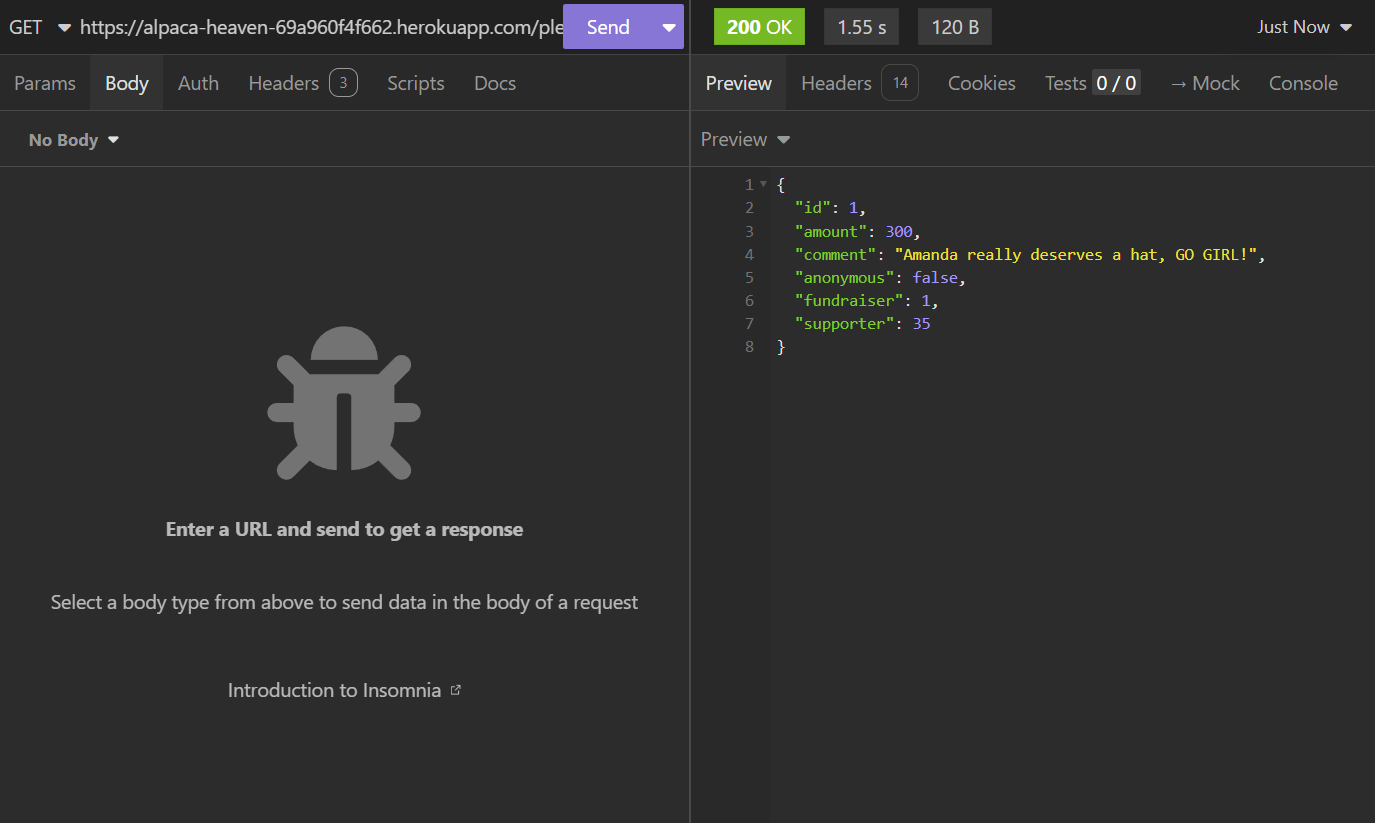 GET https://alpaca-heaven-69a960f4f662.herokuapp.com/ple Send
Params Body Auth Headers 3 Scripts Docs
No Body
Enter a URL and send to get a response
Select a body type from above to send data in the body of a request
Introduction to Insomnia
200 OK 1.55 s 120 B Just Now
Preview Headers 14 Cookies Tests 0 / 0 → Mock Console
Preview
1 {
2 "id": 1,
3 "amount": 300,
4 "comment": "Amanda really deserves a hat, GO GIRL!",
5 "anonymous": false,
6 "fundraiser": 1,
7 "supporter": 35
8 }